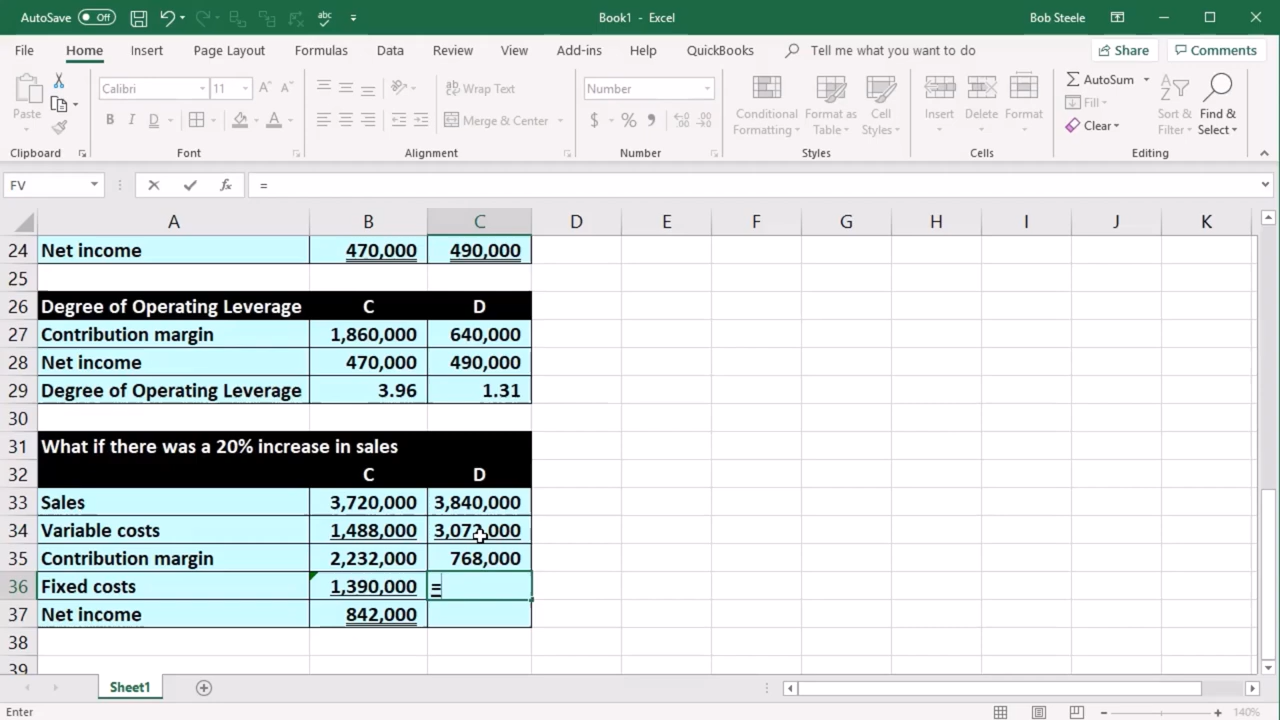 AutoSave Off Book1 - Excel Bob Steele
File Home Insert Page Layout Formulas Data Review View Add-ins Help QuickBooks Tell me what you want to do Share Comments
Paste Calibri 11 Wrap Text Number Conditional Formatting Format as Table Cell Styles Insert Delete Format AutoSum Sort & Filter Find & Select
B I D A Merge & Center $ % Fill
Clear
Clipboard Font Alignment Number Styles Cells Editing
FV fx =
A B C D E F G H I J K
24 Net income 470,000 490,000
25
26 Degree of Operating Leverage C D
27 Contribution margin 1,860,000 640,000
28 Net income 470,000 490,000
29 Degree of Operating Leverage 3.96 1.31
30
31 What if there was a 20% increase in sales
32 C D
33 Sales 3,720,000 3,840,000
34 Variable costs 1,488,000 3,072,000
35 Contribution margin 2,232,000 768,000
36 Fixed costs 1,390,000 =
37 Net income 842,000
38
39
Sheet1
Enter 140%